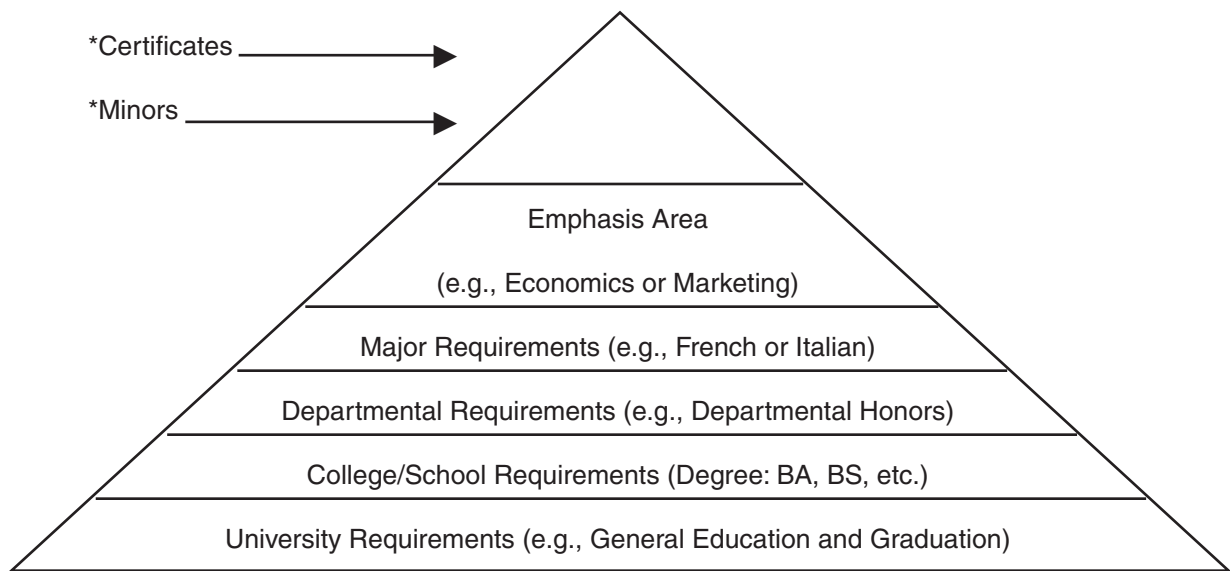 *Certificates
*Minors
Emphasis Area
(e.g., Economics or Marketing)
Major Requirements (e.g., French or Italian)
Departmental Requirements (e.g., Departmental Honors)
College/School Requirements (Degree: BA, BS, etc.)
University Requirements (e.g., General Education and Graduation)